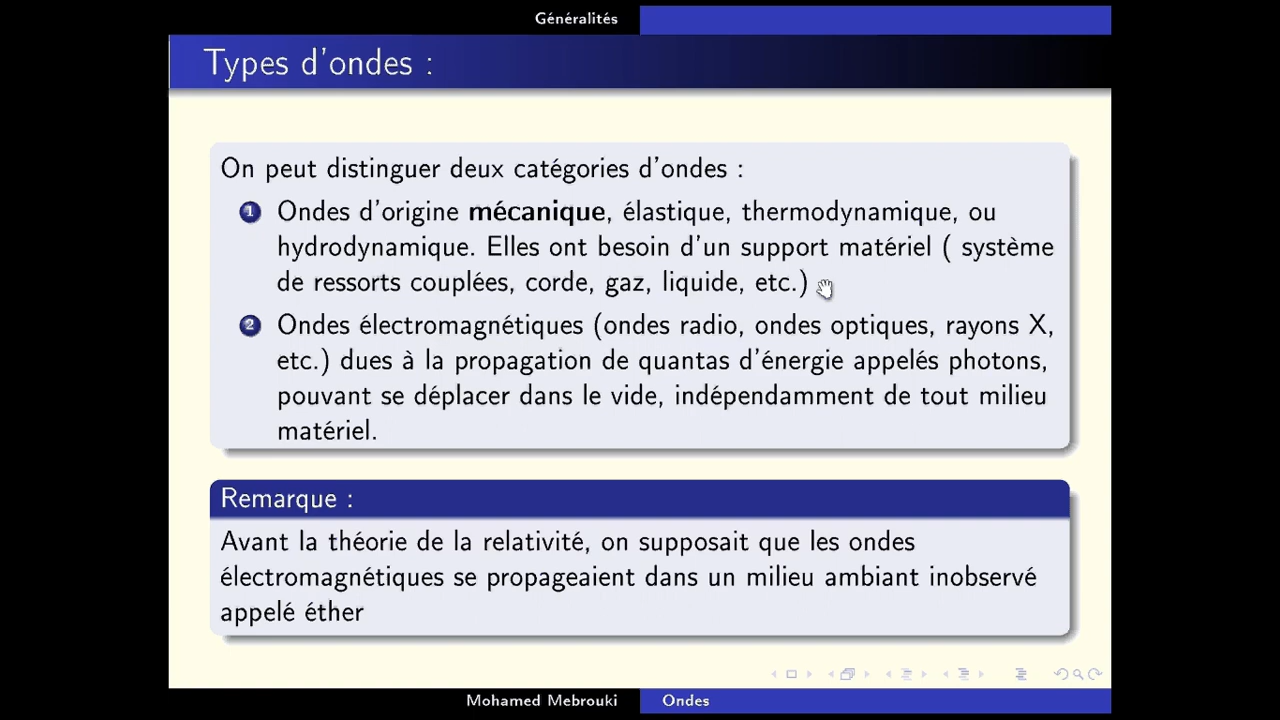 Généralités
Types d'ondes :
On peut distinguer deux catégories d'ondes :
1 Ondes d'origine mécanique, élastique, thermodynamique, ou
hydrodynamique. Elles ont besoin d'un support matériel ( système
de ressorts couplées, corde, gaz, liquide, etc.)
2 Ondes électromagnétiques (ondes radio, ondes optiques, rayons X,
etc.) dues à la propagation de quantas d'énergie appelés photons,
pouvant se déplacer dans le vide, indépendamment de tout milieu
matériel.
Remarque :
Avant la théorie de la relativité, on supposait que les ondes
électromagnétiques se propageaient dans un milieu ambiant inobservé
appelé éther
Mohamed Mebrouki Ondes